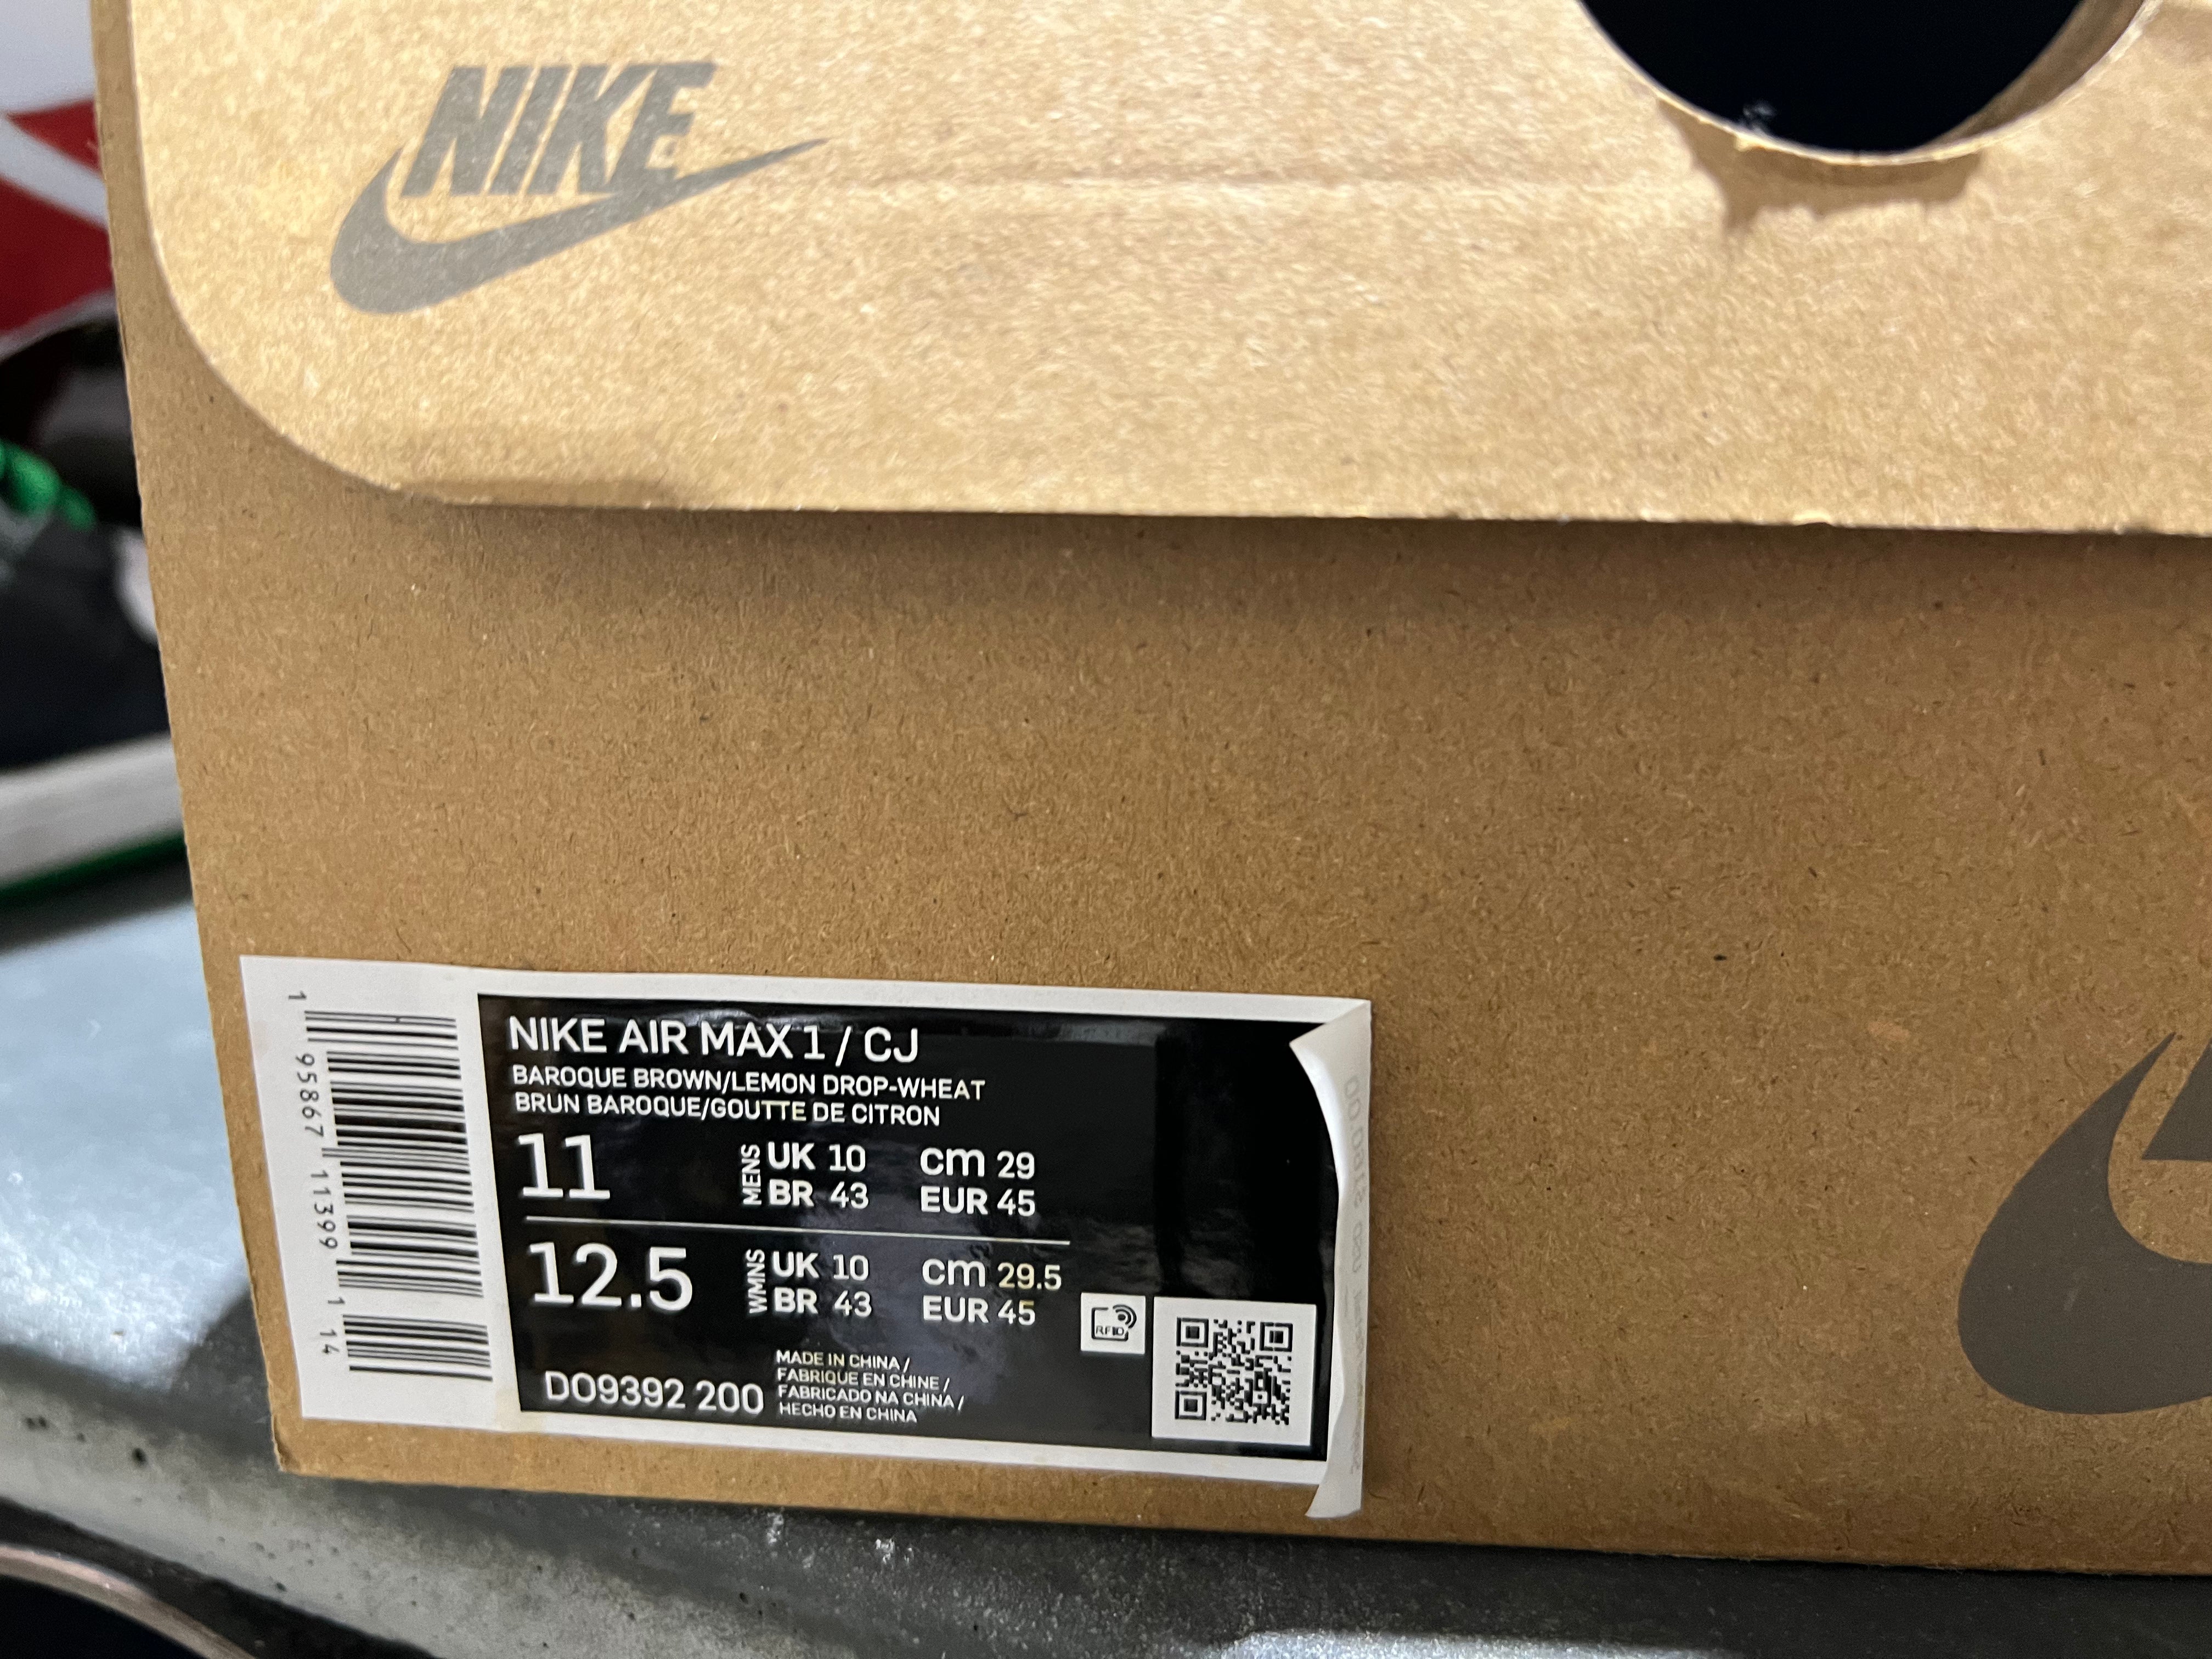 NIKE
NIKE AIR MAX 1 / CJ
BAROQUE BROWN/LEMON DROP-WHEAT
BRUN BAROQUE/GOUTTE DE CITRON
11 MENS UK 10 cm 29
BR 43 EUR 45
12.5 WMNS UK 10 cm 29.5
BR 43 EUR 45
RFID
DO9392 200
MADE IN CHINA /
FABRIQUE EN CHINE /
FABRICADO NA CHINA /
HECHO EN CHINA
1 95867 11399 1 14